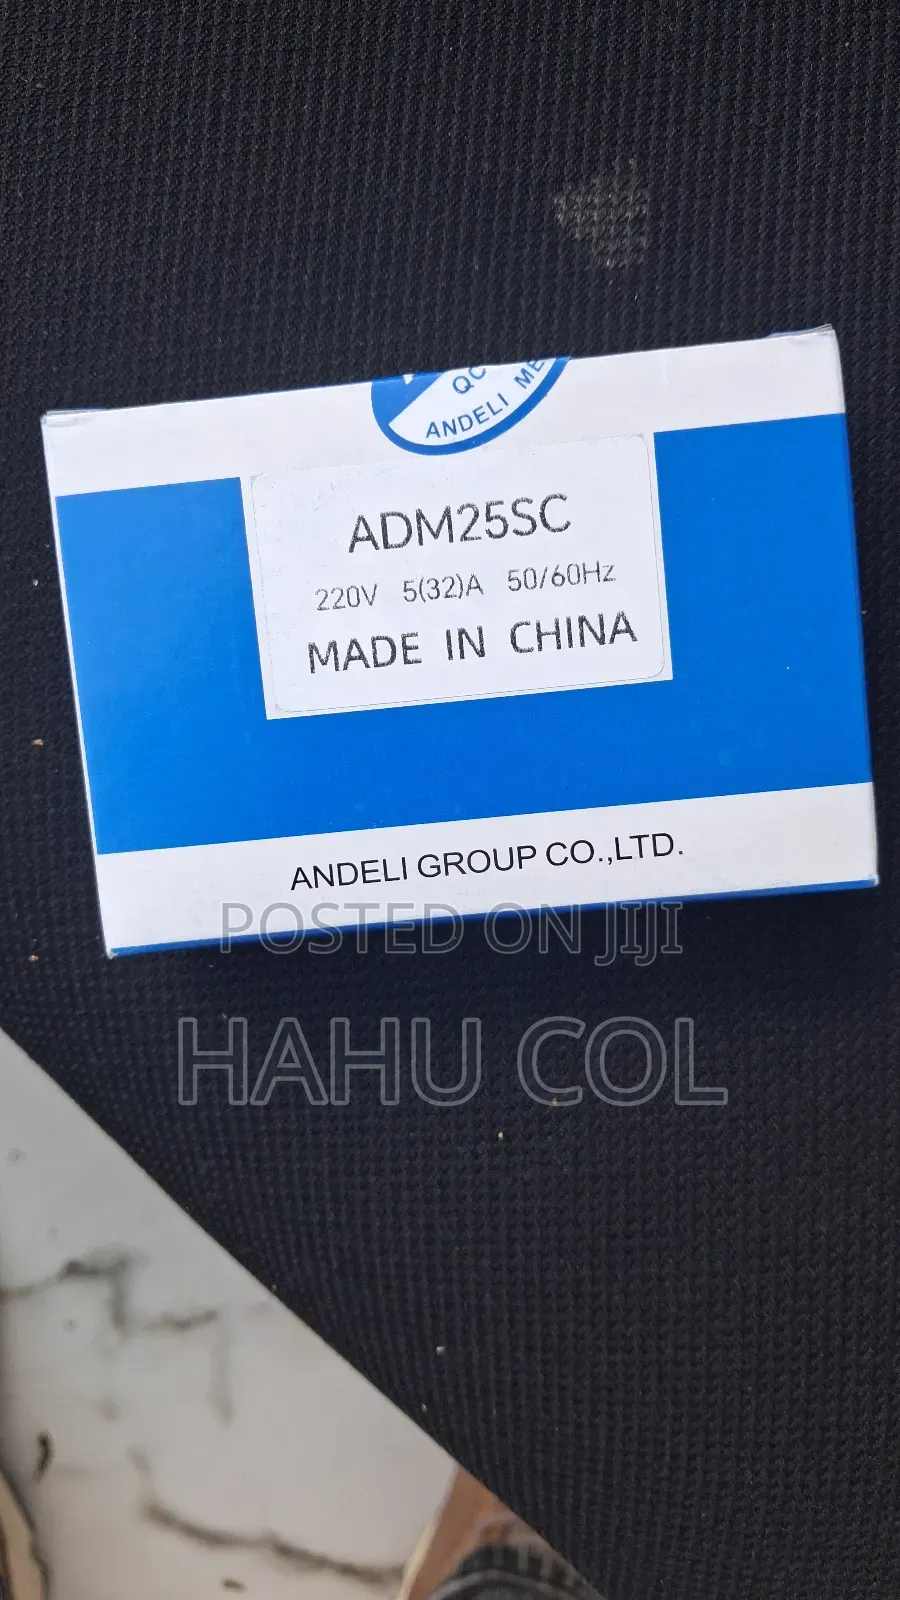 QC
ANDELI ME
ADM25SC
220V 5(32)A 50/60Hz
MADE IN CHINA
ANDELI GROUP CO.,LTD.
POSTED ON JIJI
HAHU COL